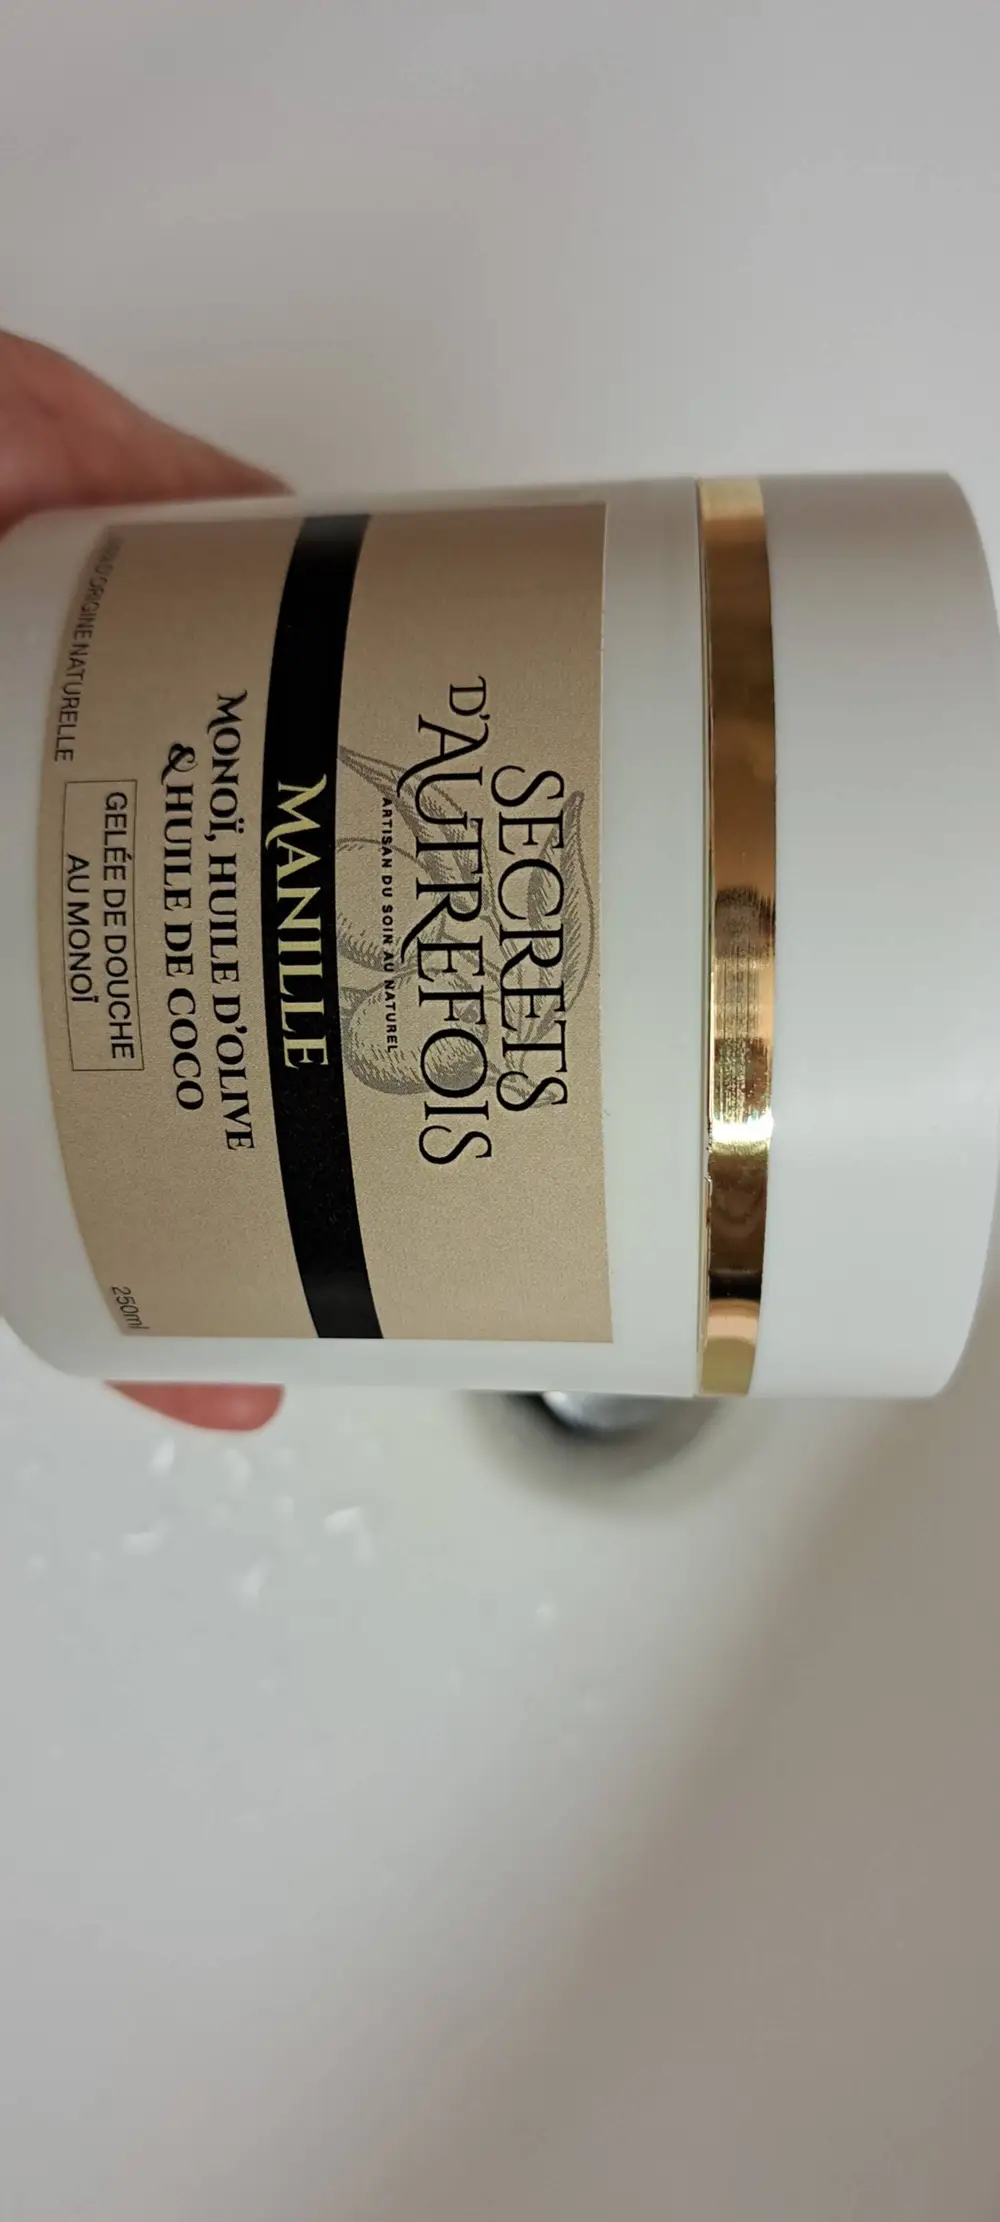 SECRETS
D'AUTREFOIS
ARTISAN DU SOIN AU NATUREL
MANILLE
MONOÏ, HUILE D'OLIVE
& HUILE DE COCO
GELÉE DE DOUCHE
AU MONOÏ
D'ORIGINE NATURELLE
250ml